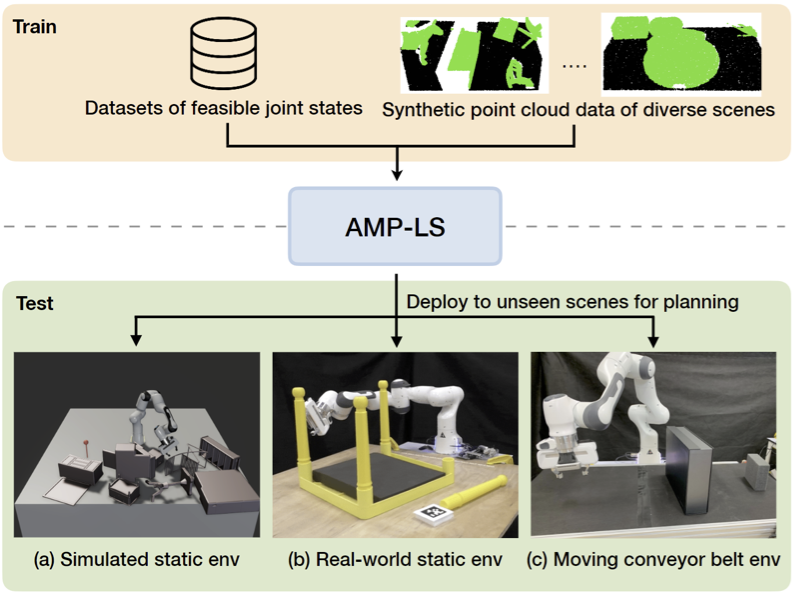 Train
....
Datasets of feasible joint states
Synthetic point cloud data of diverse scenes
AMP-LS
Test
Deploy to unseen scenes for planning
(a) Simulated static env
(b) Real-world static env
(c) Moving conveyor belt env